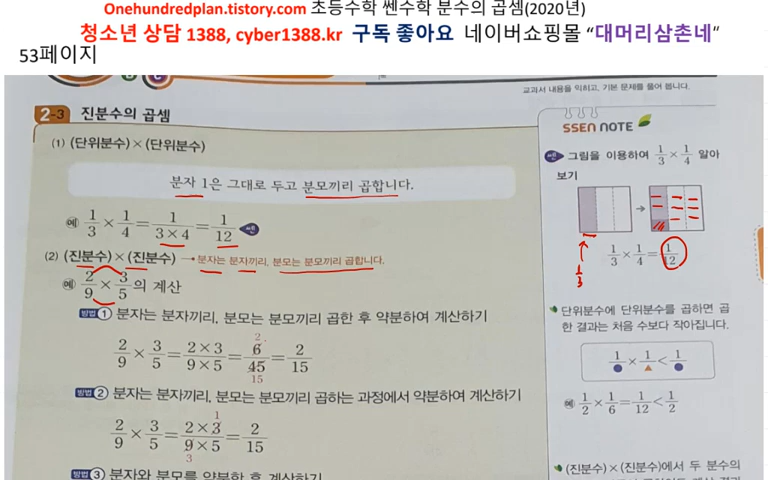 Onehundredplan.tistory.com 초등수학 쎈수학 분수의 곱셈(2020년)
청소년 상담 1388, cyber1388.kr 구독 좋아요 네이버쇼핑몰 "대머리삼촌네"
53페이지
교과서 내용을 익히고, 기본 문제를 풀어 봅니다.
2-3 진분수의 곱셈
(1) (단위분수)×(단위분수)
분자 1은 그대로 두고 분모끼리 곱합니다.
예 1/3 × 1/4 = 1/(3×4) = 1/12 쎈
(2) (진분수)×(진분수) → 분자는 분자끼리, 분모는 분모끼리 곱합니다.
예 2/9 × 3/5 의 계산
방법 1 분자는 분자끼리, 분모는 분모끼리 곱한 후 약분하여 계산하기
2/9 × 3/5 = (2×3)/(9×5) = 6/45 = 2/15
2
15
방법 2 분자는 분자끼리, 분모는 분모끼리 곱하는 과정에서 약분하여 계산하기
2/9 × 3/5 = (2×3)/(9×5) = 2/15
1
3
방법 3 분자와 분모를 약분한 후 계산하기
SSEN NOTE
쎈 그림을 이용하여 1/3 × 1/4 알아
보기
1/3
1/3 × 1/4 = 1/12
단위분수에 단위분수를 곱하면 곱
한 결과는 처음 수보다 작아집니다.
1/● × 1/▲ < 1/●
예 1/2 × 1/6 = 1/12 < 1/2
(진분수)×(진분수)에서 두 분수의